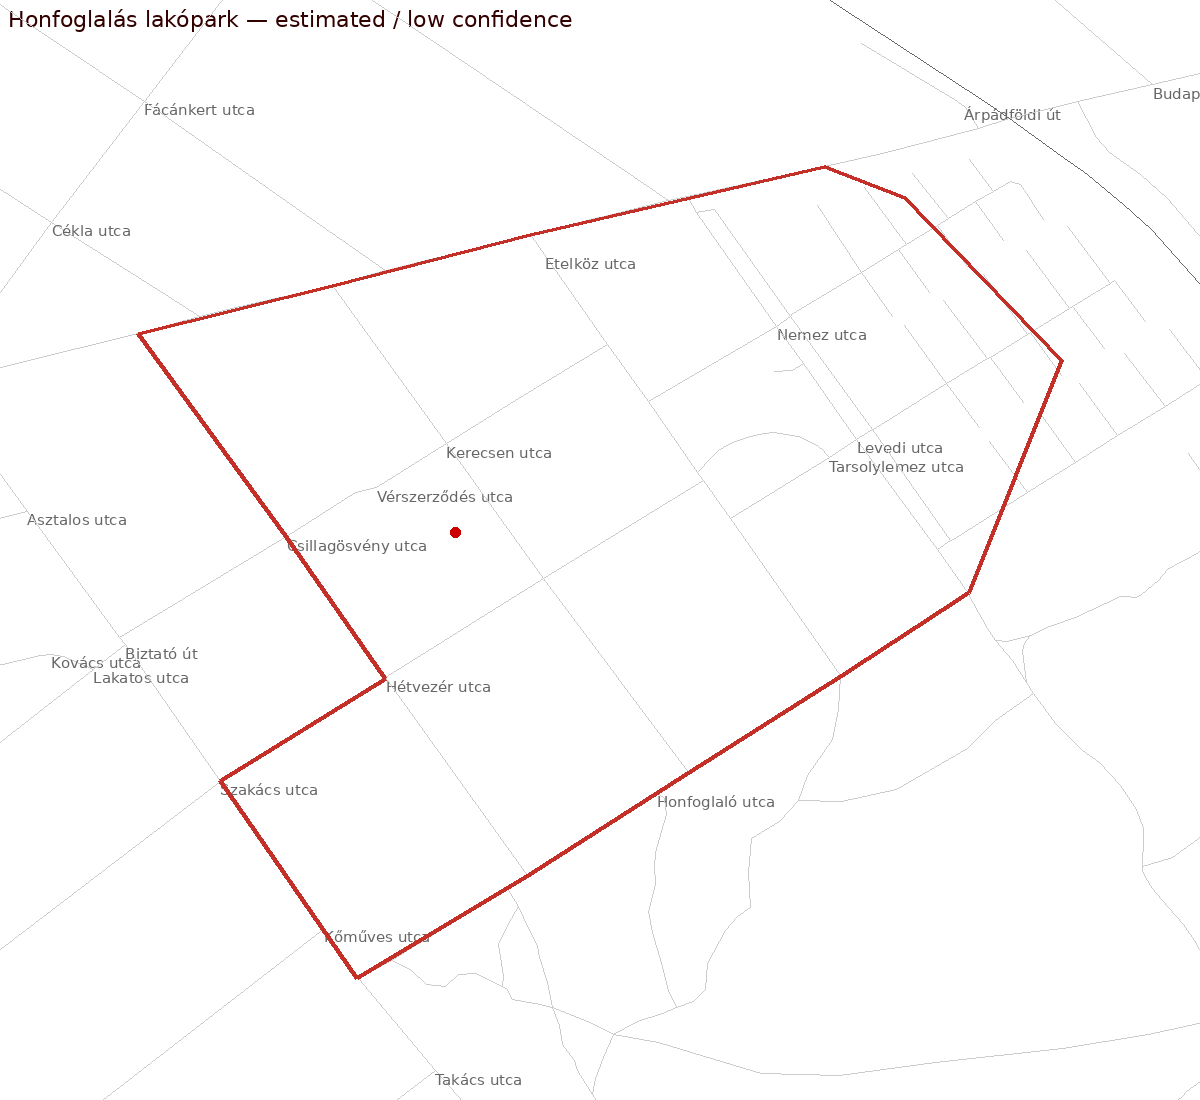 Honfoglalás lakópark — estimated / low confidence
Budap
Fácánkert utca
Árpádföldi út
Cékla utca
Etelköz utca
Nemez utca
Levedi utca
Kerecsen utca
Tarsolylemez utca
Vérszerződés utca
Asztalos utca
Csillagösvény utca
Biztató út
Kovács utca
Lakatos utca
Hétvezér utca
Szakács utca
Honfoglaló utca
Kőműves utca
Takács utca